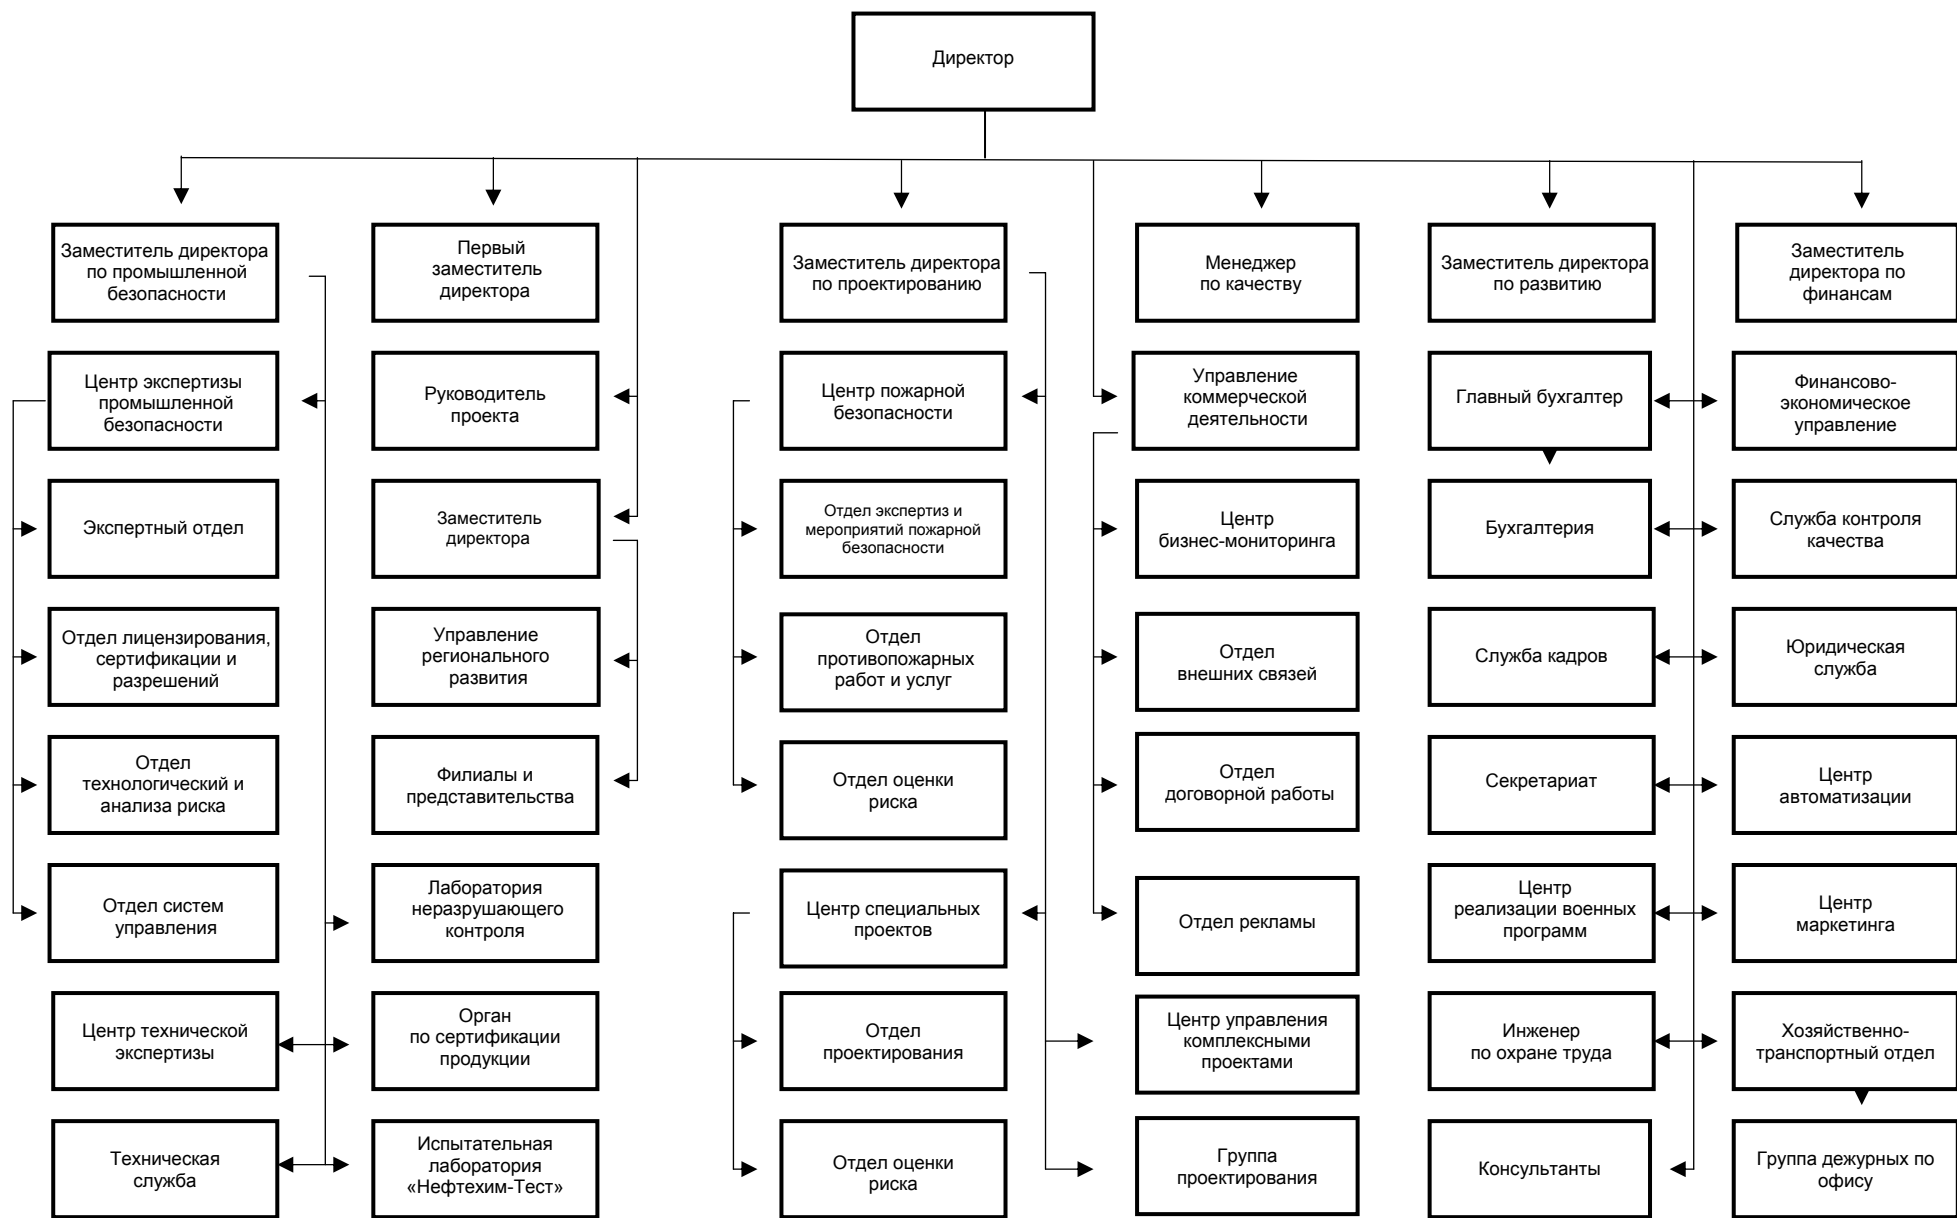 Директор
Заместитель директора
по промышленной
безопасности
Первый
заместитель
директора
Заместитель директора
по проектированию
Менеджер
по качеству
Заместитель директора
по развитию
Заместитель
директора по
финансам
Центр экспертизы
промышленной
безопасности
Руководитель
проекта
Центр пожарной
безопасности
Управление
коммерческой
деятельности
Главный бухгалтер
Финансово-
экономическое
управление
Экспертный отдел
Заместитель
директора
Отдел экспертиз и
мероприятий пожарной
безопасности
Центр
бизнес-мониторинга
Бухгалтерия
Служба контроля
качества
Отдел лицензирования,
сертификации и
разрешений
Управление
регионального
развития
Отдел
противопожарных
работ и услуг
Отдел
внешних связей
Служба кадров
Юридическая
служба
Отдел
технологический и
анализа риска
Филиалы и
представительства
Отдел оценки
риска
Отдел
договорной работы
Секретариат
Центр
автоматизации
Отдел систем
управления
Лаборатория
неразрушающего
контроля
Центр специальных
проектов
Отдел рекламы
Центр
реализации военных
программ
Центр
маркетинга
Центр технической
экспертизы
Орган
по сертификации
продукции
Отдел
проектирования
Центр управления
комплексными
проектами
Инженер
по охране труда
Хозяйственно-
транспортный отдел
Техническая
служба
Испытательная
лаборатория
«Нефтехим-Тест»
Отдел оценки
риска
Группа
проектирования
Консультанты
Группа дежурных по
офису